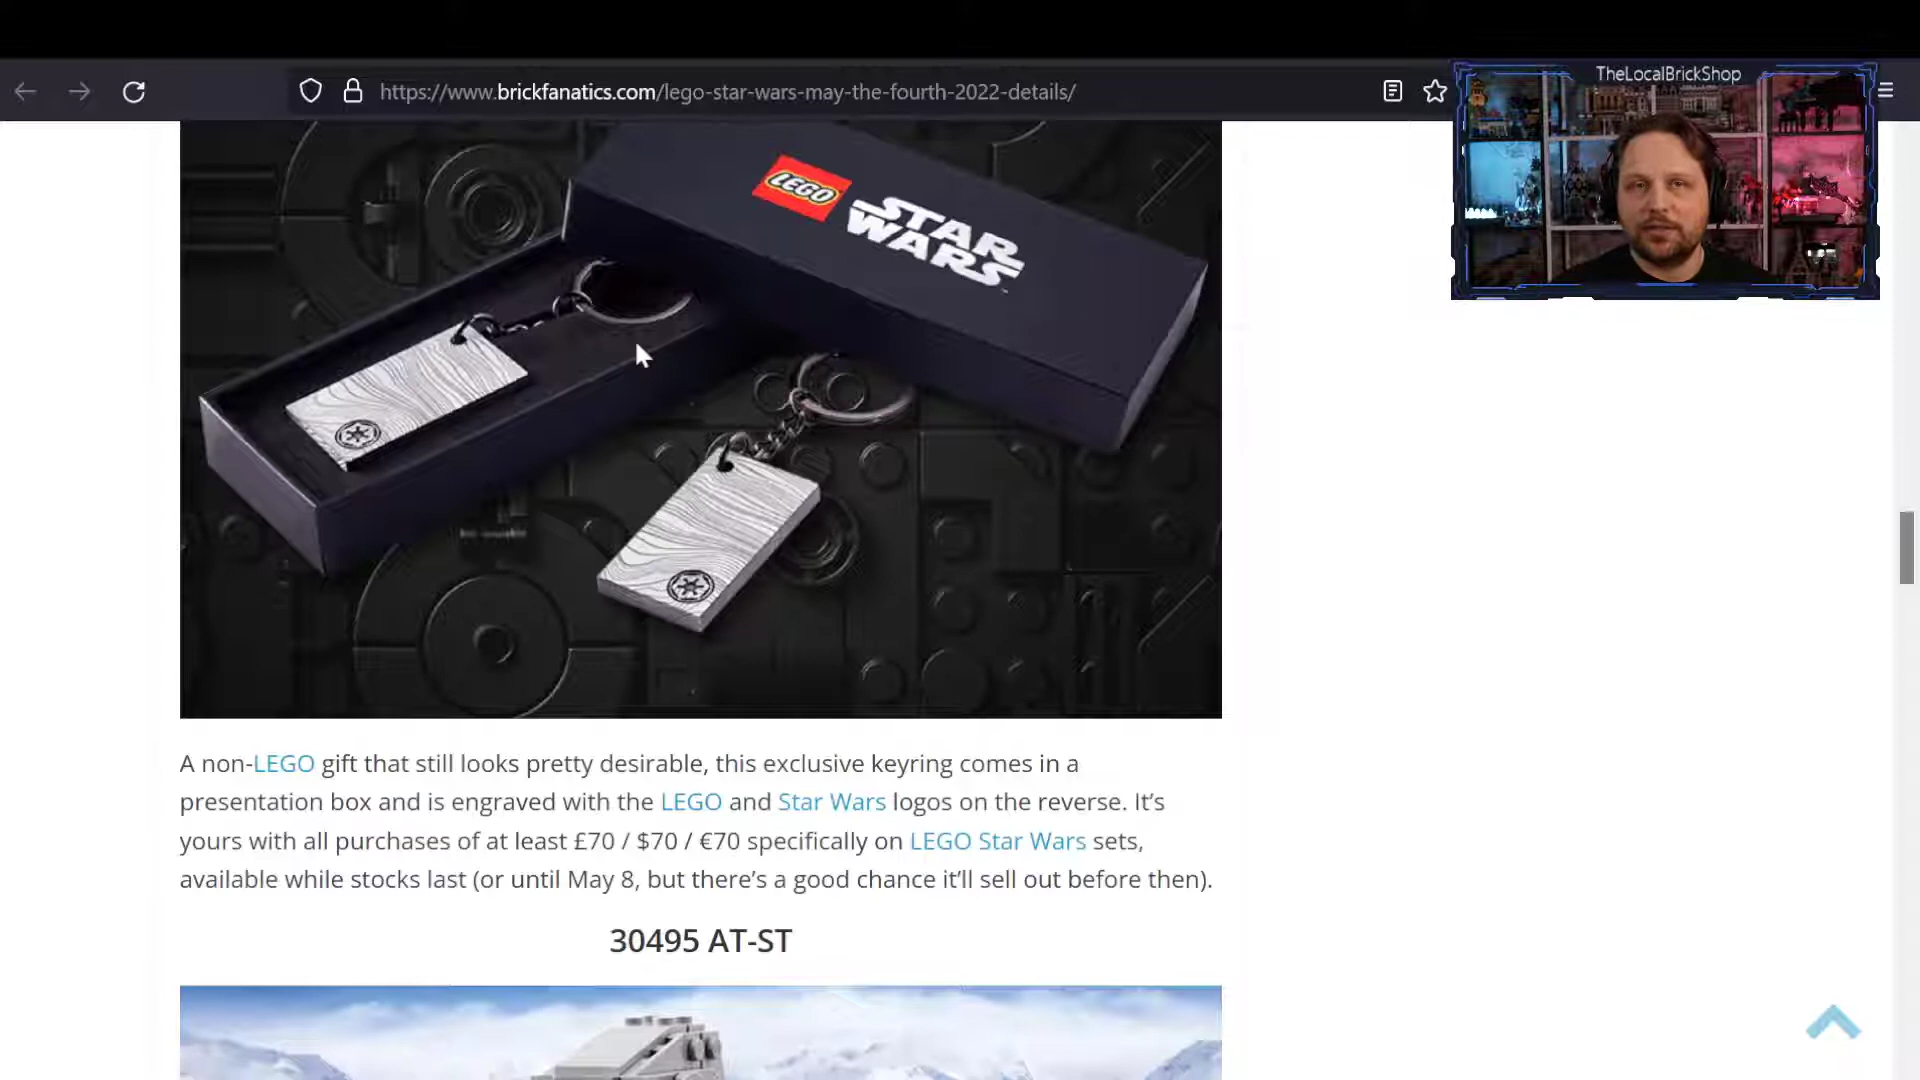 TheLocalBrickShop
https://www.brickfanatics.com/lego-star-wars-may-the-fourth-2022-details/
LEGO
STAR
WARS
A non-LEGO gift that still looks pretty desirable, this exclusive keyring comes in a
presentation box and is engraved with the LEGO and Star Wars logos on the reverse. It’s
yours with all purchases of at least £70 / $70 / €70 specifically on LEGO Star Wars sets,
available while stocks last (or until May 8, but there’s a good chance it’ll sell out before then).
30495 AT-ST